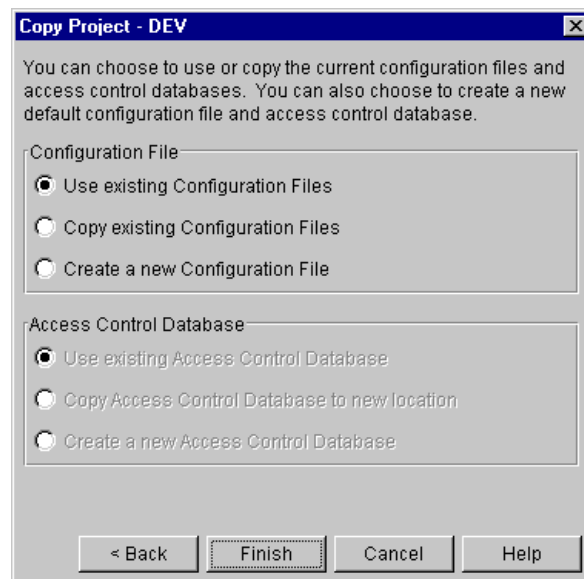 Copy Project - DEV
You can choose to use or copy the current configuration files and
access control databases. You can also choose to create a new
default configuration file and access control database.
Configuration File
Use existing Configuration Files
Copy existing Configuration Files
Create a new Configuration File
Access Control Database
Use existing Access Control Database
Copy Access Control Database to new location
Create a new Access Control Database
< Back Finish Cancel Help